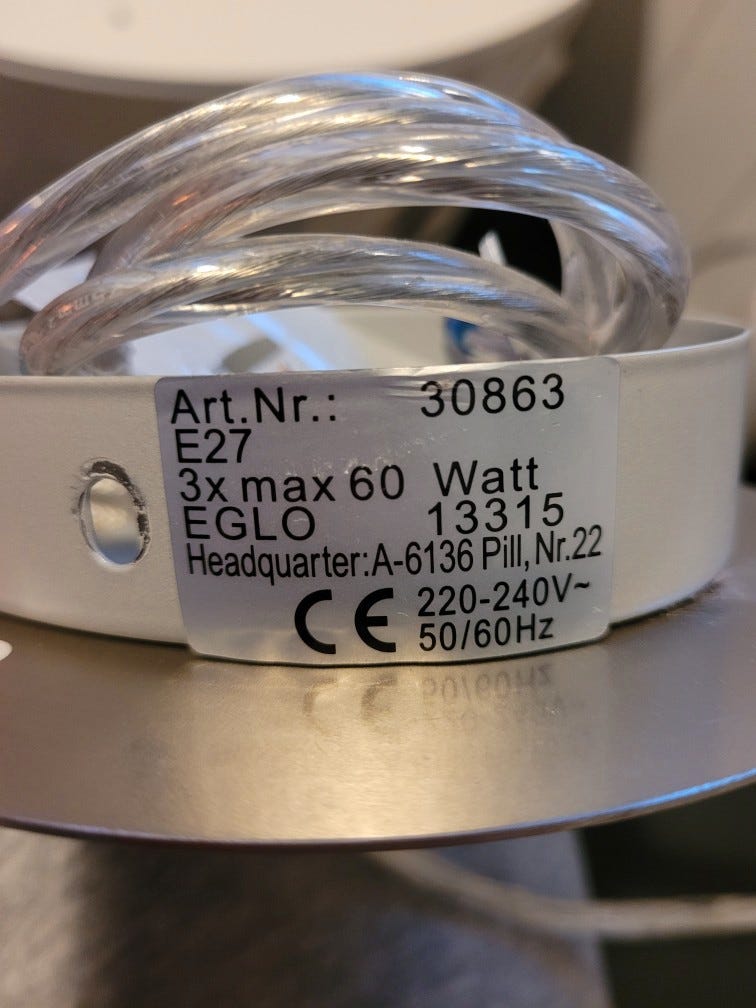 Art.Nr.: 30863
E27
3x max 60 Watt
EGLO 13315
Headquarter:A-6136 Pill, Nr.22
CE 220-240V~
50/60Hz